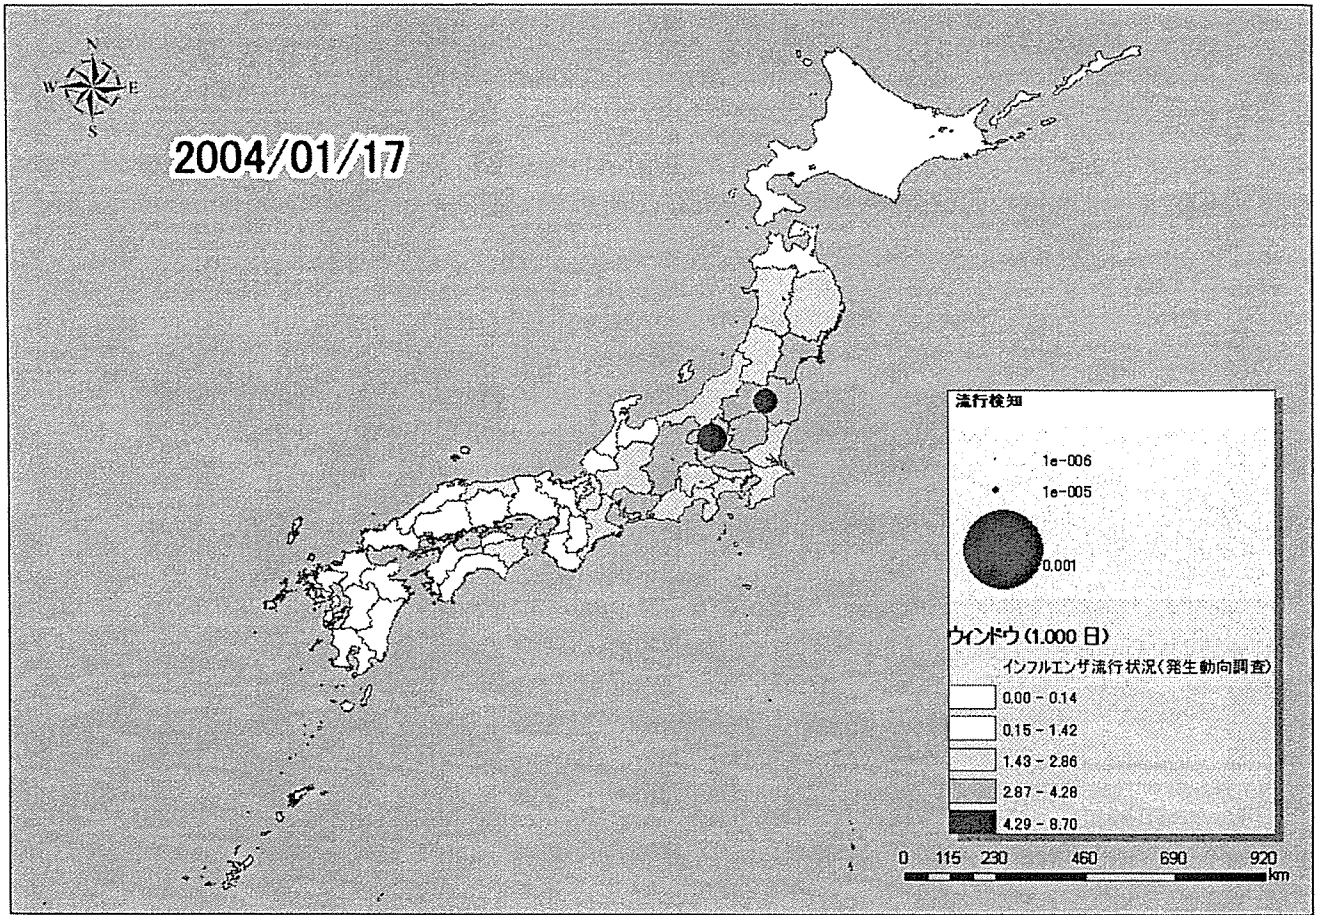 N
W E
S
2004/01/17
流行検知
1e-006
1e-005
0.001
ウィンドウ (1.000 日)
インフルエンザ流行状況(発生動向調査)
0.00 - 0.14
0.15 - 1.42
1.43 - 2.86
2.87 - 4.28
4.29 - 8.70
0 115 230 460 690 920
km